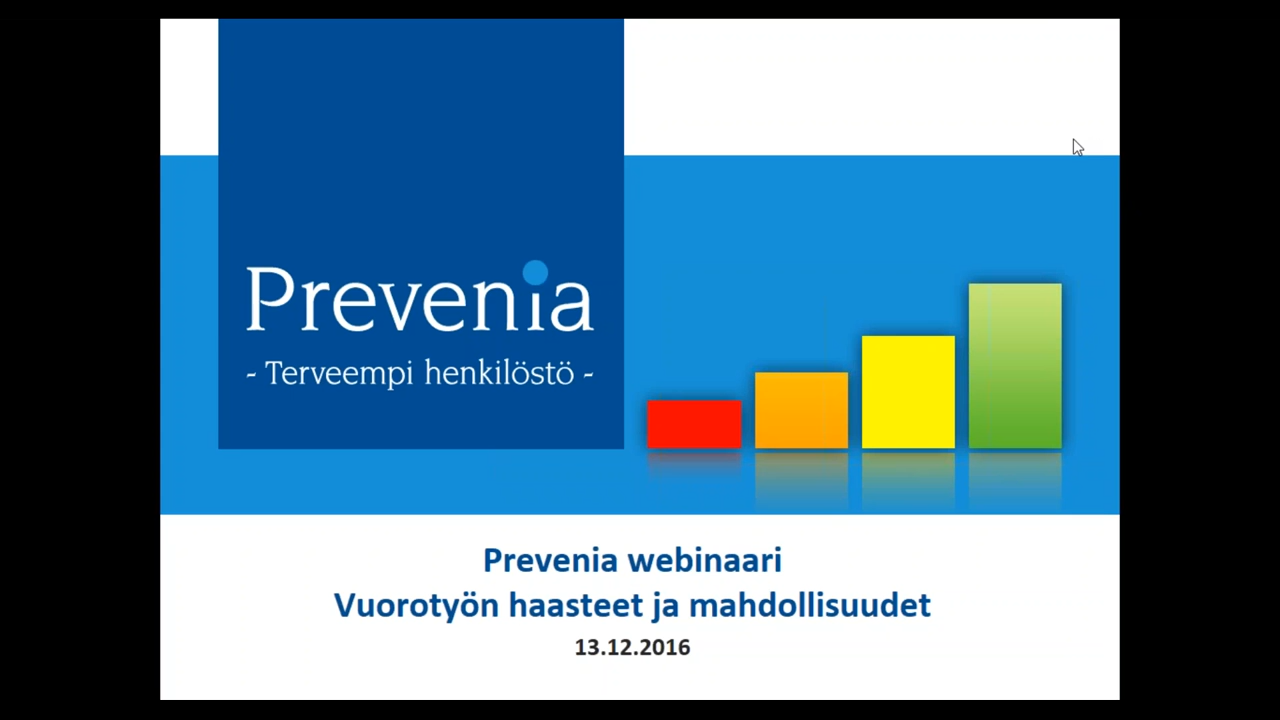 Prevenia
- Terveempi henkilöstö -
Prevenia webinaari
Vuorotyön haasteet ja mahdollisuudet
13.12.2016